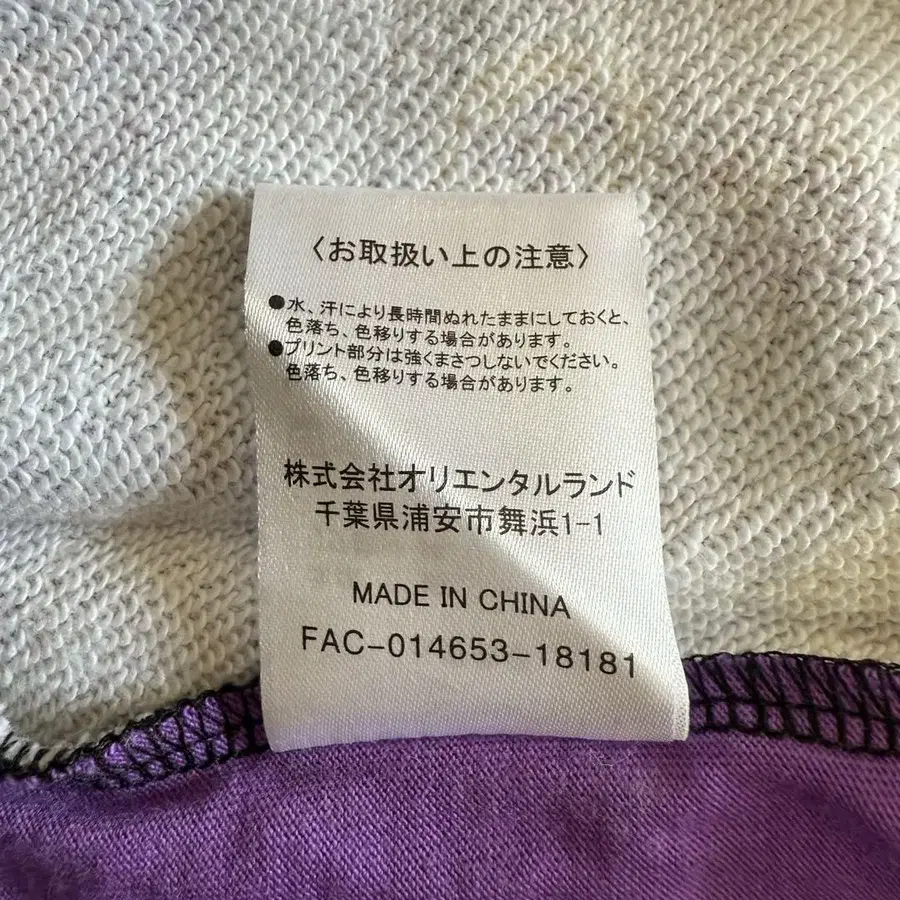 〈お取扱い上の注意〉
●水、汗により長時間ぬれたままにしておくと、
色落ち、色移りする場合があります。
●プリント部分は強くまさつしないでください。
色落ち、色移りする場合があります。
株式会社オリエンタルランド
千葉県浦安市舞浜1-1
MADE IN CHINA
FAC-014653-18181